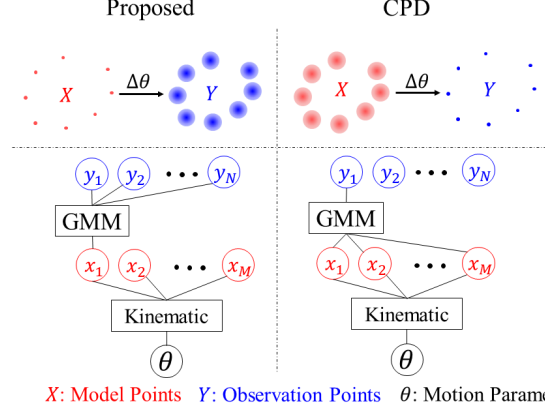 Proposed
CPD
X Δθ Y
X Δθ Y
y1 y2 ••• yN
y1 y2 ••• yN
GMM
GMM
x1 x2 ••• xM
x1 x2 ••• xM
Kinematic
Kinematic
θ
θ
X: Model Points Y: Observation Points θ: Motion Parame